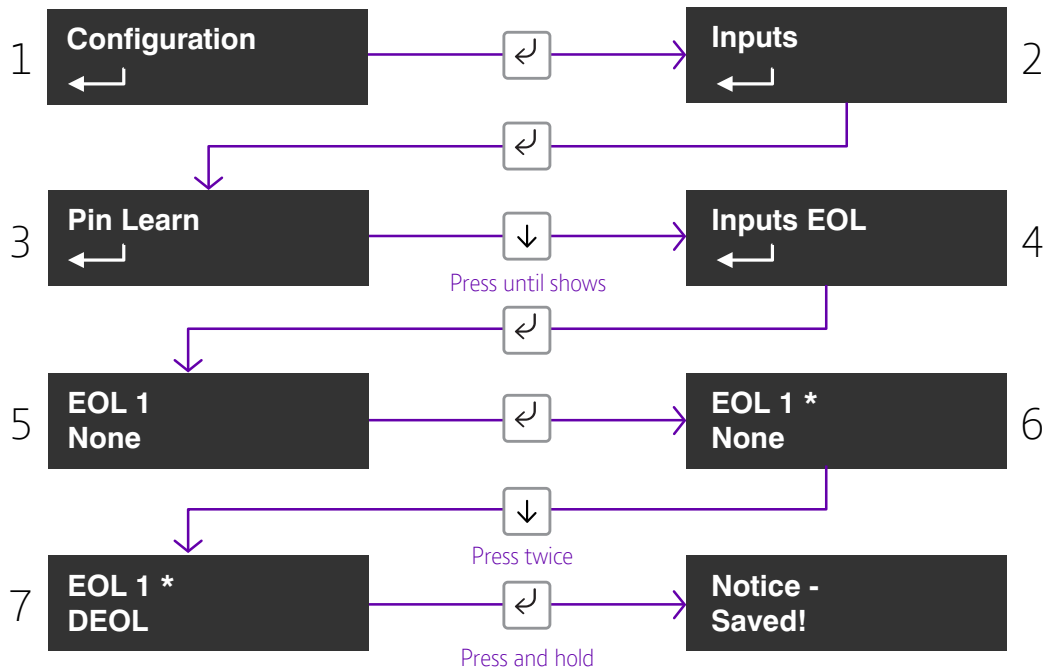 1
Configuration
Inputs
2
3
Pin Learn
Inputs EOL
4
Press until shows
5
EOL 1
None
EOL 1 *
None
6
Press twice
7
EOL 1 *
DEOL
Notice -
Saved!
Press and hold